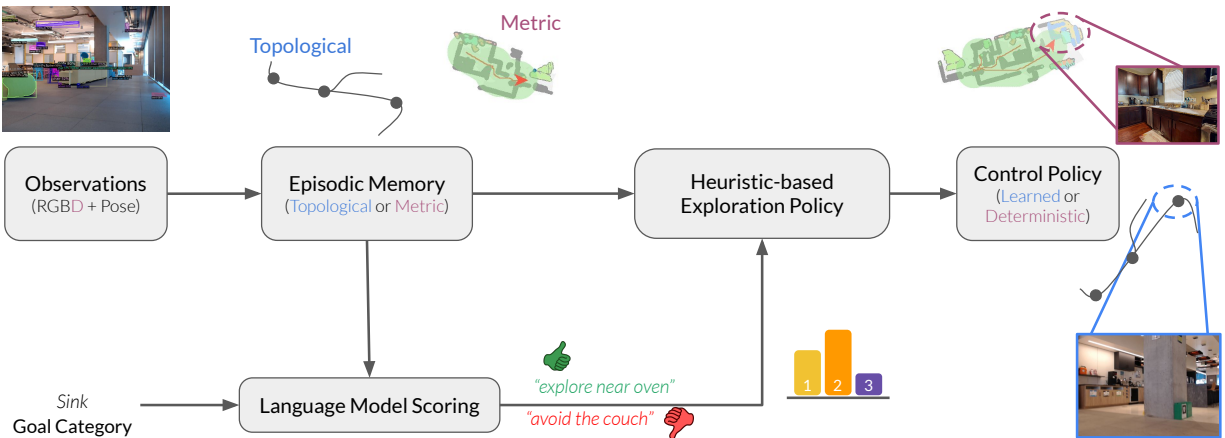 Topological
Metric
Observations
(RGBD + Pose)
Episodic Memory
(Topological or Metric)
Heuristic-based
Exploration Policy
Control Policy
(Learned or
Deterministic)
Sink
Goal Category
Language Model Scoring
“explore near oven”
“avoid the couch”
1
2
3